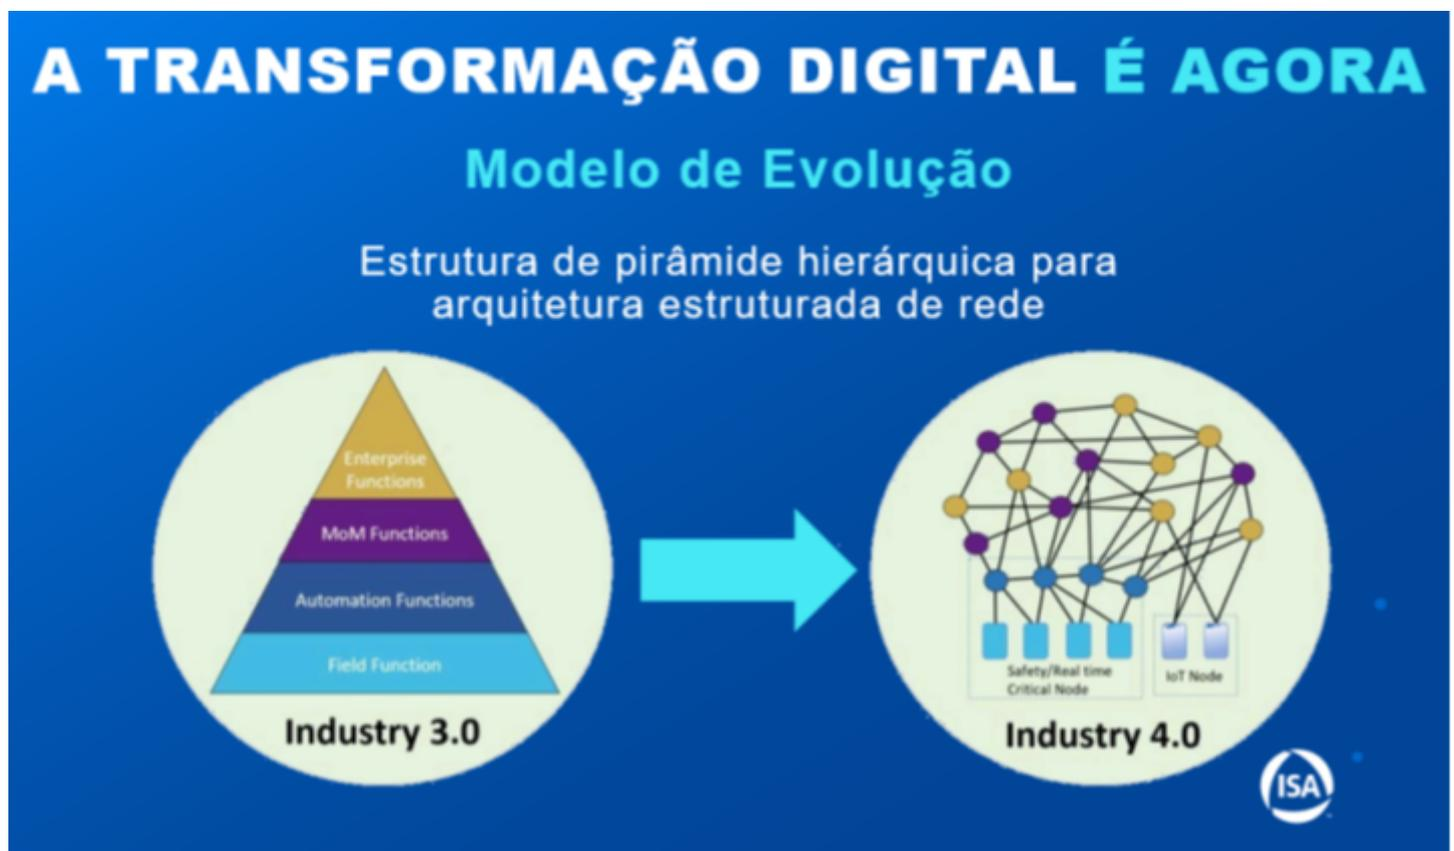 A TRANSFORMAÇÃO DIGITAL É AGORA
Modelo de Evolução
Estrutura de pirâmide hierárquica para
arquitetura estruturada de rede
Enterprise
Functions
MoM Functions
Automation Functions
Field Function
Industry 3.0
Safety/Real time
Critical Node
IoT Node
Industry 4.0
ISA